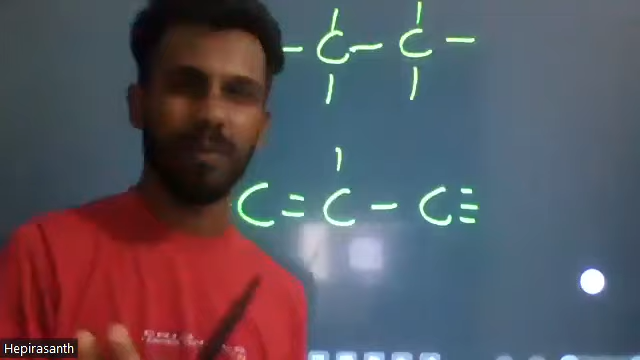 - C - C -
C = C - C ≡
Hepirasanth